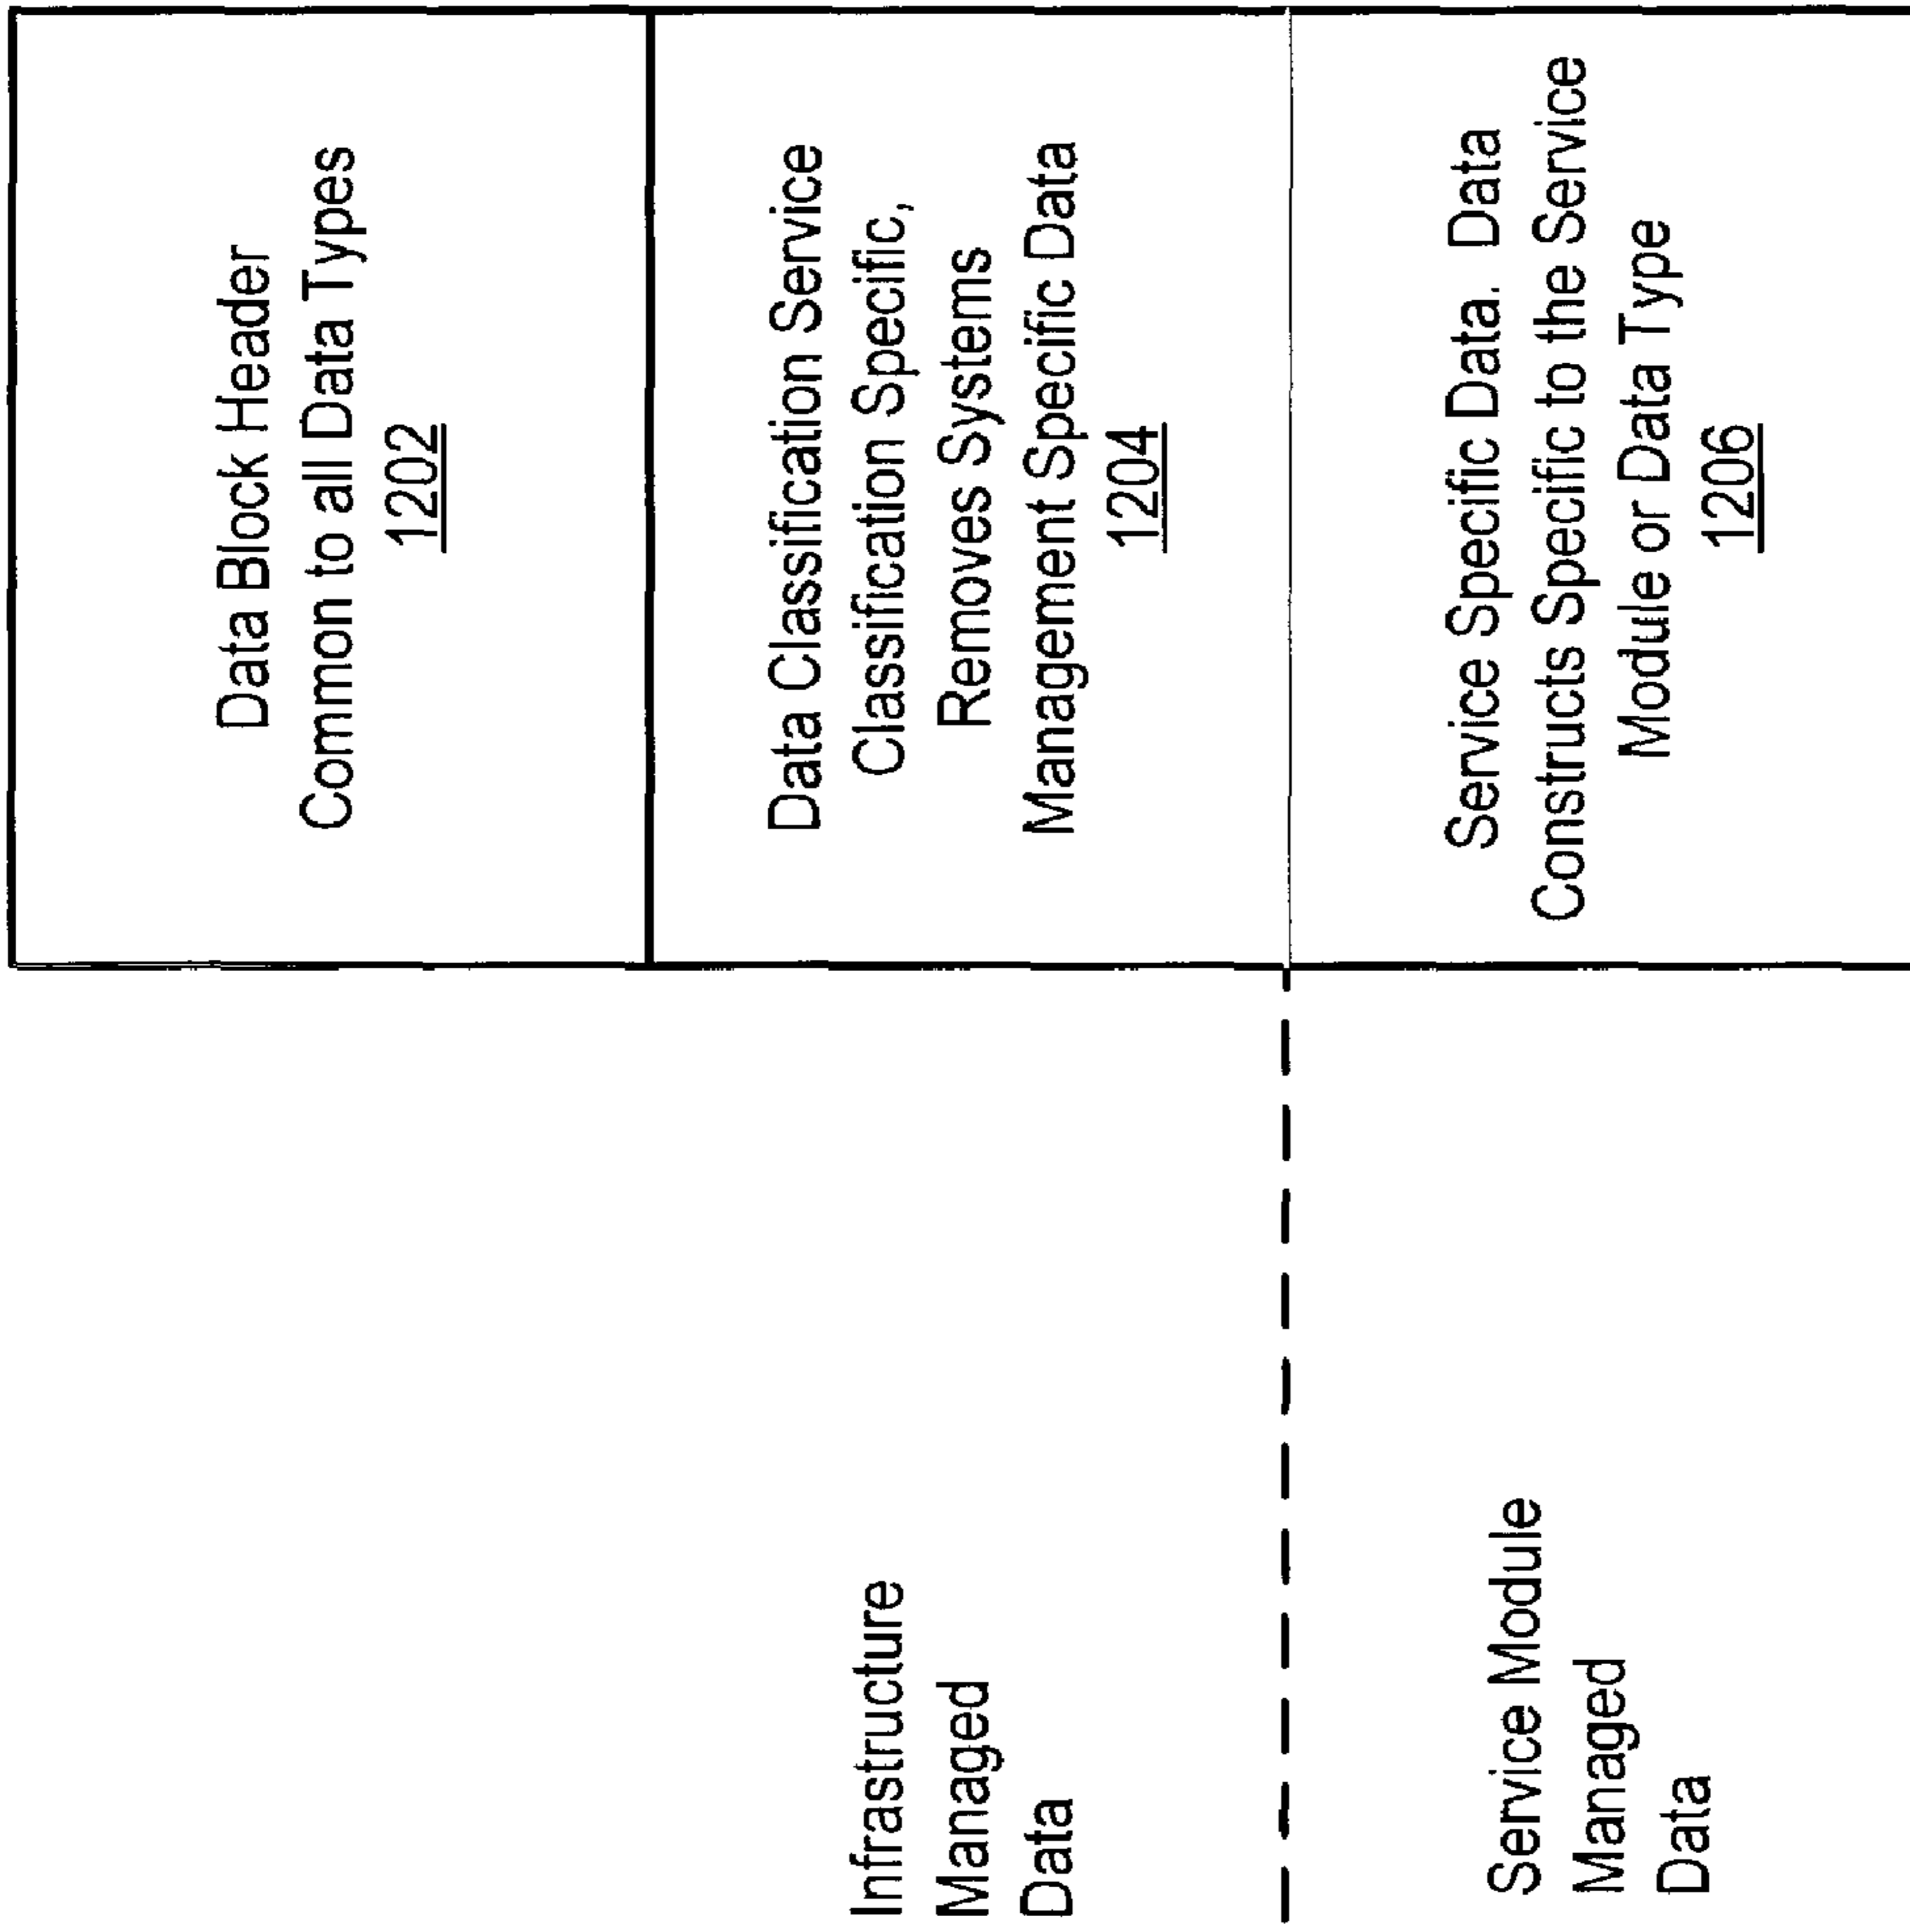 Data Block Header
Common to all Data Types
1202
Infrastructure
Managed
Data
Data Classification Service
Classification Specific,
Removes Systems
Management Specific Data
1204
Service Module
Managed
Data
Service Specific Data. Data
Constructs Specific to the Service
Module or Data Type
1206